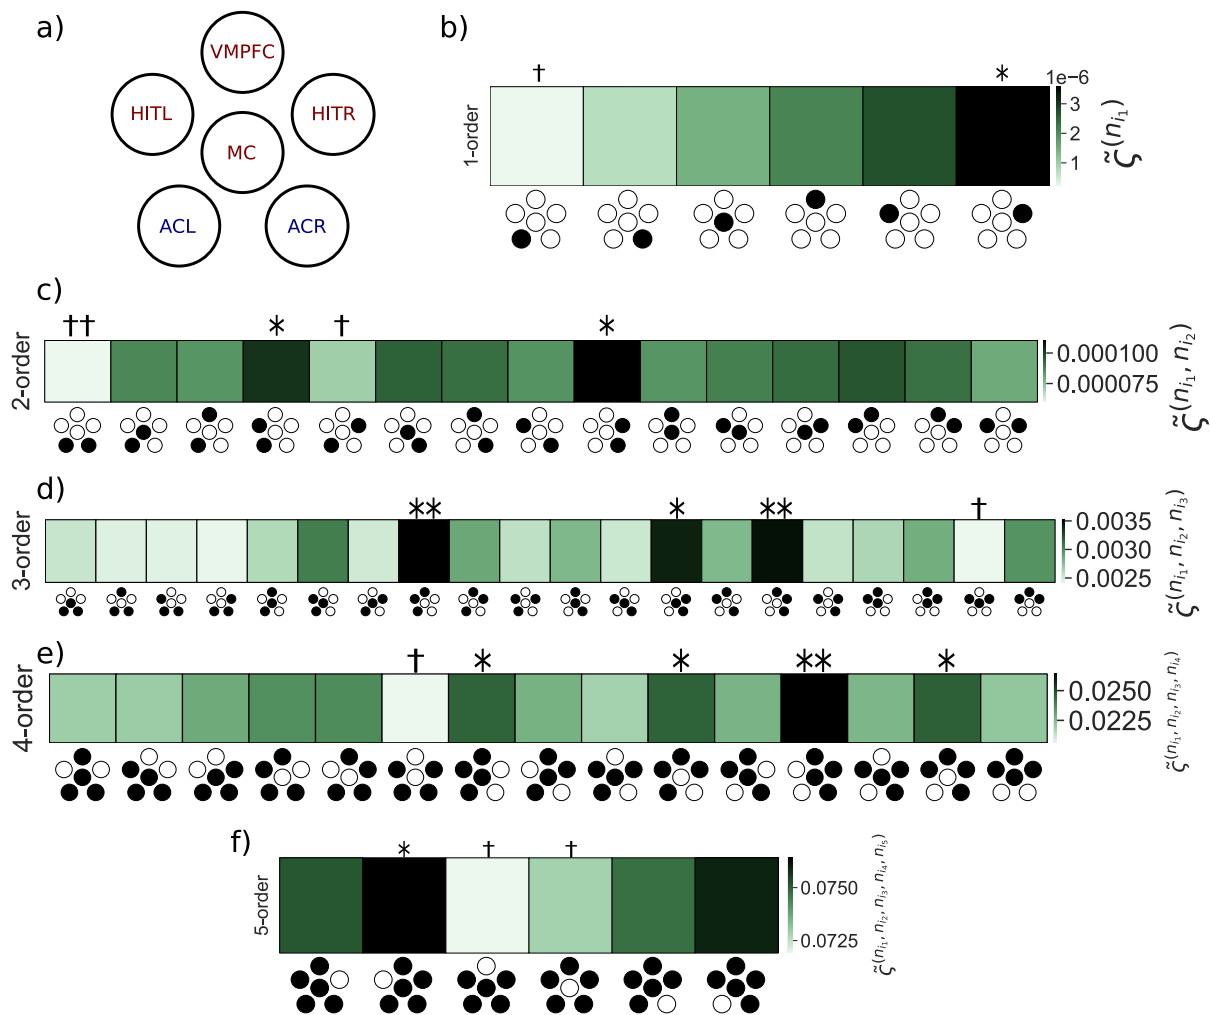 a)
VMPFC
HITL
HITR
MC
ACL
ACR
b)
†
*
1e−6
1-order
3
2
1
ζ̃(n_{i_1})
c)
††
*
†
*
2-order
0.000100
0.000075
ζ̃(n_{i_1}, n_{i_2})
d)
**
*
**
†
3-order
0.0035
0.0030
0.0025
ζ̃(n_{i_1}, n_{i_2}, n_{i_3})
e)
†
*
*
**
*
4-order
0.0250
0.0225
ζ̃(n_{i_1}, n_{i_2}, n_{i_3}, n_{i_4})
f)
*
†
†
5-order
0.0750
0.0725
ζ̃(n_{i_1}, n_{i_2}, n_{i_3}, n_{i_4}, n_{i_5})